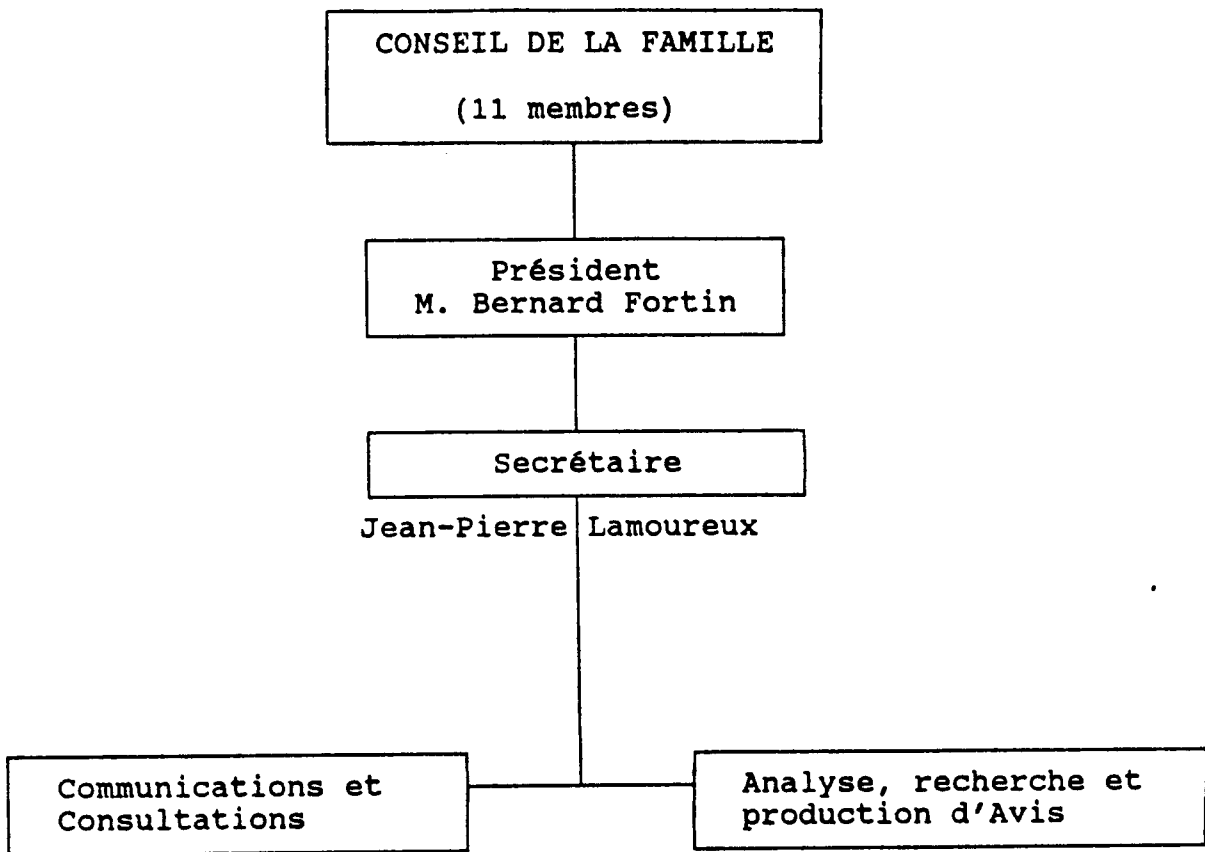 CONSEIL DE LA FAMILLE
(11 membres)
Président
M. Bernard Fortin
Secrétaire
Jean-Pierre Lamoureux
Communications et
Consultations
Analyse, recherche et
production d'Avis